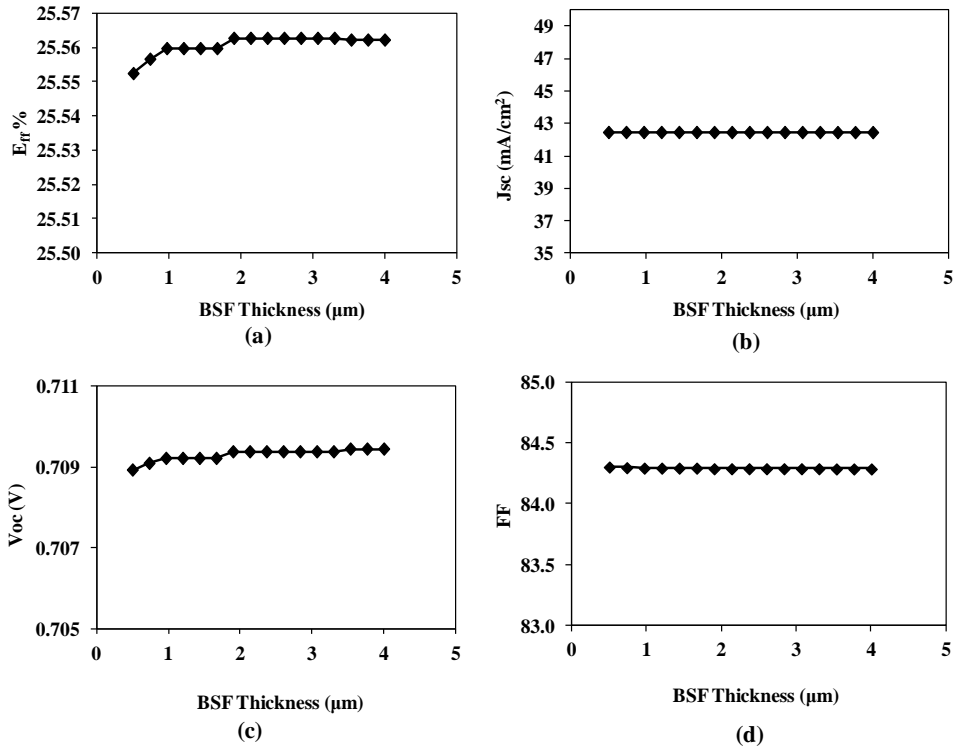 25.57
25.56
25.55
25.54
25.53
25.52
25.51
25.50
E_ff %
0 1 2 3 4 5
BSF Thickness (μm)
(a)
49
47
45
43
41
39
37
35
Jsc (mA/cm²)
0 1 2 3 4 5
BSF Thickness (μm)
(b)
0.711
0.709
0.707
0.705
Voc (V)
0 1 2 3 4 5
BSF Thickness (μm)
(c)
85.0
84.5
84.0
83.5
83.0
FF
0 1 2 3 4 5
BSF Thickness (μm)
(d)